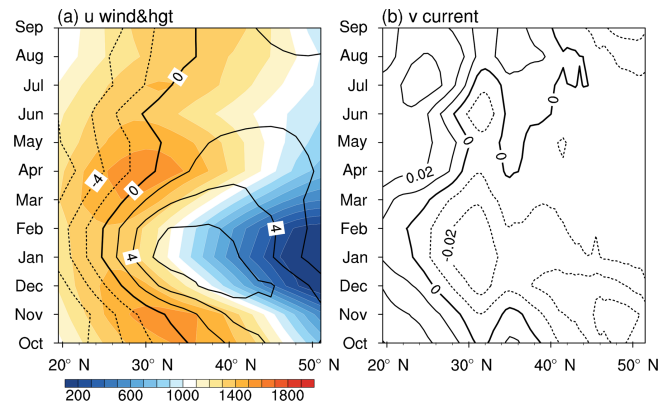 (a) u wind&hgt
(b) v current
Sep
Aug
Jul
Jun
May
Apr
Mar
Feb
Jan
Dec
Nov
Oct
0
-4
0
4
4
20° N
30° N
40° N
50° N
200 600 1000 1400 1800
Sep
Aug
Jul
Jun
May
Apr
Mar
Feb
Jan
Dec
Nov
Oct
0
0
0
0.02
-0.02
0
20° N
30° N
40° N
50° N